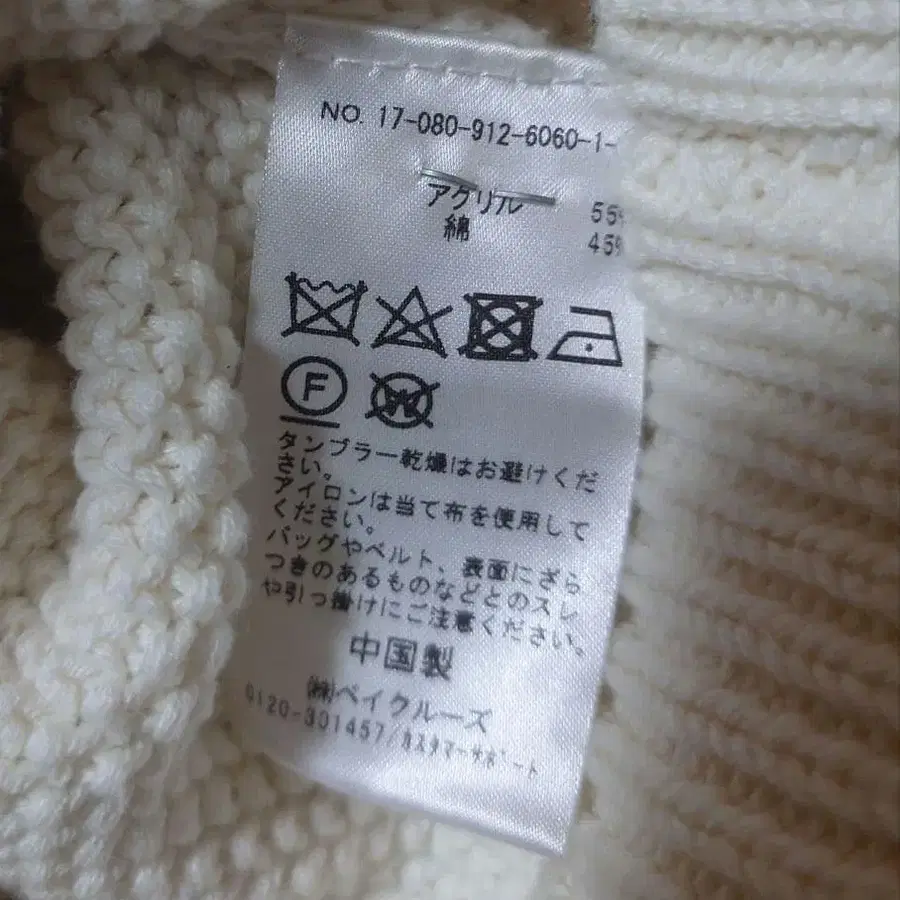 NO. 17-080-912-6060-1-
アクリル 55%
綿 45%
F
W
タンブラー乾燥はお避けくだ
さい。
アイロンは当て布を使用して
ください。
バッグやベルト、表面にざら
つきのあるものなどとのスレ
や引っ掛けにご注意ください。
中国製
㈱ベイクルーズ
0120-301457/カスタマーサポート